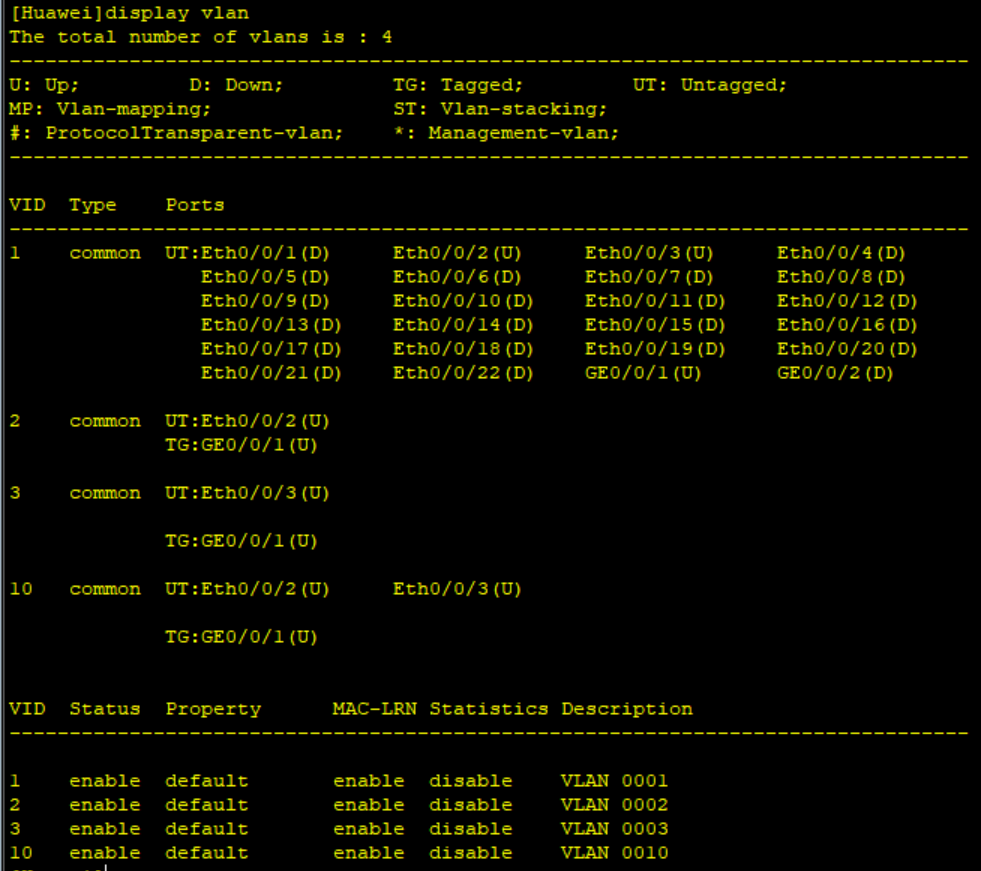 [Huawei]display vlan
The total number of vlans is : 4
--------------------------------------------------------------------------------
U: Up;         D: Down;         TG: Tagged;         UT: Untagged;
MP: Vlan-mapping;               ST: Vlan-stacking;
#: ProtocolTransparent-vlan;    *: Management-vlan;
--------------------------------------------------------------------------------
VID  Type    Ports
--------------------------------------------------------------------------------
1    common  UT:Eth0/0/1(D)     Eth0/0/2(U)     Eth0/0/3(U)     Eth0/0/4(D)
Eth0/0/5(D)     Eth0/0/6(D)     Eth0/0/7(D)     Eth0/0/8(D)
Eth0/0/9(D)     Eth0/0/10(D)    Eth0/0/11(D)    Eth0/0/12(D)
Eth0/0/13(D)    Eth0/0/14(D)    Eth0/0/15(D)    Eth0/0/16(D)
Eth0/0/17(D)    Eth0/0/18(D)    Eth0/0/19(D)    Eth0/0/20(D)
Eth0/0/21(D)    Eth0/0/22(D)    GE0/0/1(U)      GE0/0/2(D)
2    common  UT:Eth0/0/2(U)
TG:GE0/0/1(U)
3    common  UT:Eth0/0/3(U)
TG:GE0/0/1(U)
10   common  UT:Eth0/0/2(U)     Eth0/0/3(U)
TG:GE0/0/1(U)
VID  Status  Property      MAC-LRN Statistics Description
--------------------------------------------------------------------------------
1    enable  default       enable  disable    VLAN 0001
2    enable  default       enable  disable    VLAN 0002
3    enable  default       enable  disable    VLAN 0003
10   enable  default       enable  disable    VLAN 0010